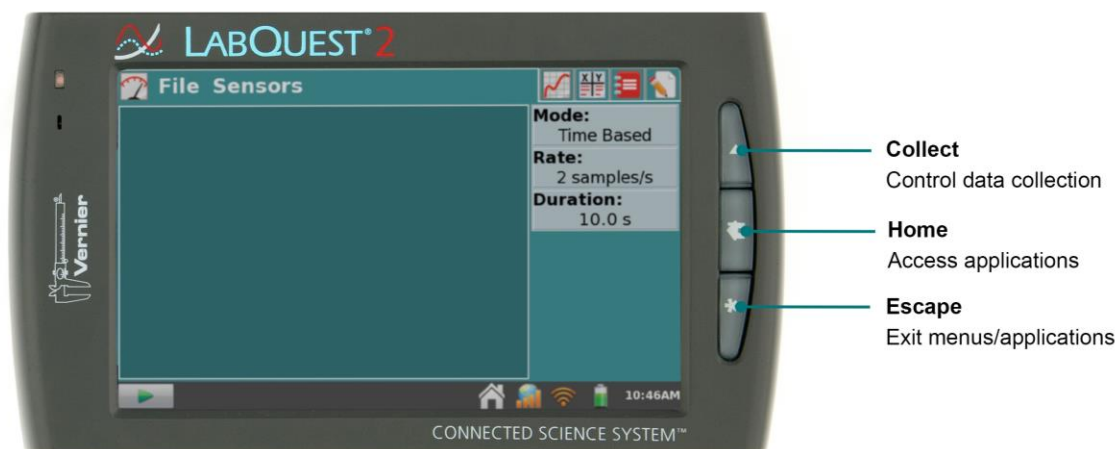 LABQUEST® 2
File Sensors
X Y
Mode:
Time Based
Rate:
2 samples/s
Duration:
10.0 s
Vernier
10:46AM
CONNECTED SCIENCE SYSTEM™
Collect
Control data collection
Home
Access applications
Escape
Exit menus/applications